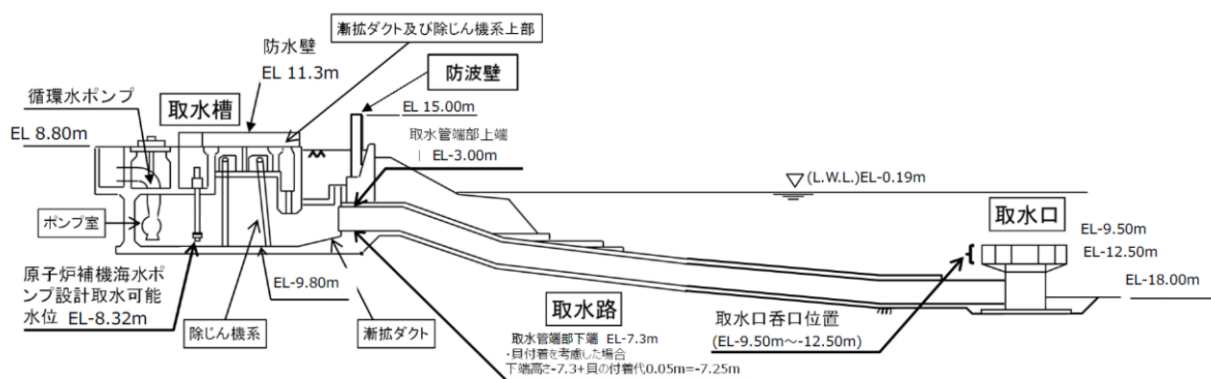 漸拡ダクト及び除じん機系上部
防水壁
EL 11.3m
防波壁
循環水ポンプ
取水槽
EL 15.00m
EL 8.80m
取水管端部上端
EL-3.00m
(L.W.L.)EL-0.19m
ポンプ室
取水口
EL-9.50m
EL-12.50m
EL-18.00m
原子炉補機海水ポ
ンプ設計取水可能
水位 EL-8.32m
EL-9.80m
除じん機系
漸拡ダクト
取水路
取水管端部下端 EL-7.3m
・貝付着を考慮した場合
下端高さ-7.3+貝の付着代0.05m=-7.25m
取水口呑口位置
(EL-9.50m～-12.50m)